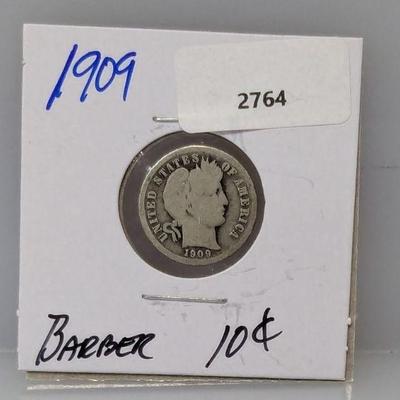 1909
2764
UNITED STATES OF AMERICA
1909
BARBER 10¢